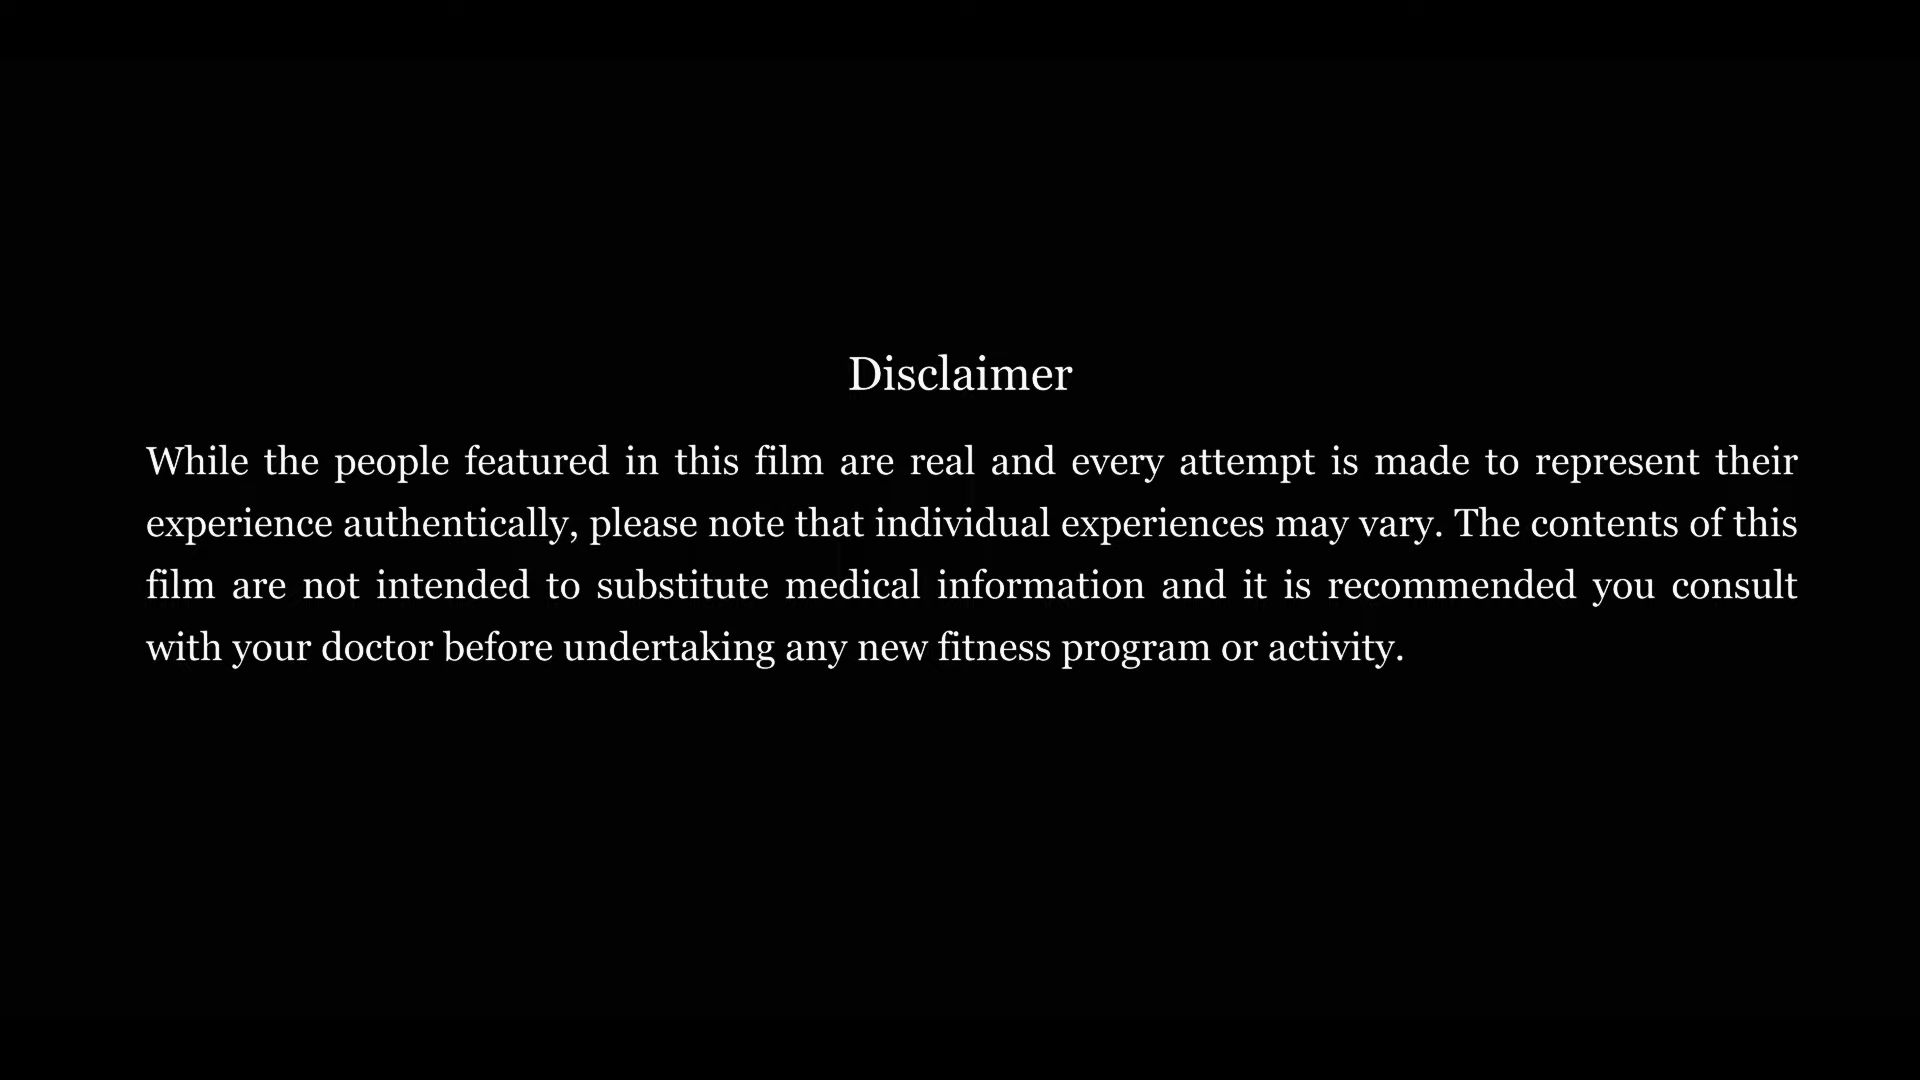 Disclaimer
While the people featured in this film are real and every attempt is made to represent their
experience authentically, please note that individual experiences may vary. The contents of this
film are not intended to substitute medical information and it is recommended you consult
with your doctor before undertaking any new fitness program or activity.